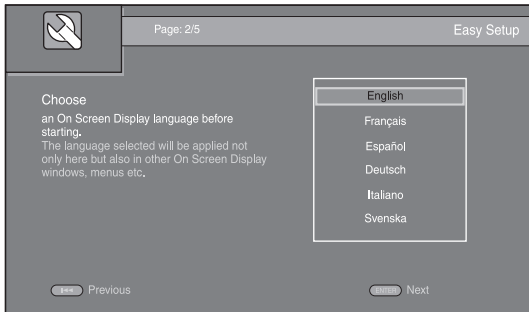 Page: 2/5
Easy Setup
Choose
an On Screen Display language before
starting.
The language selected will be applied not
only here but also in other On Screen Display
windows, menus etc.
English
Français
Español
Deutsch
Italiano
Svenska
Previous
ENTER Next